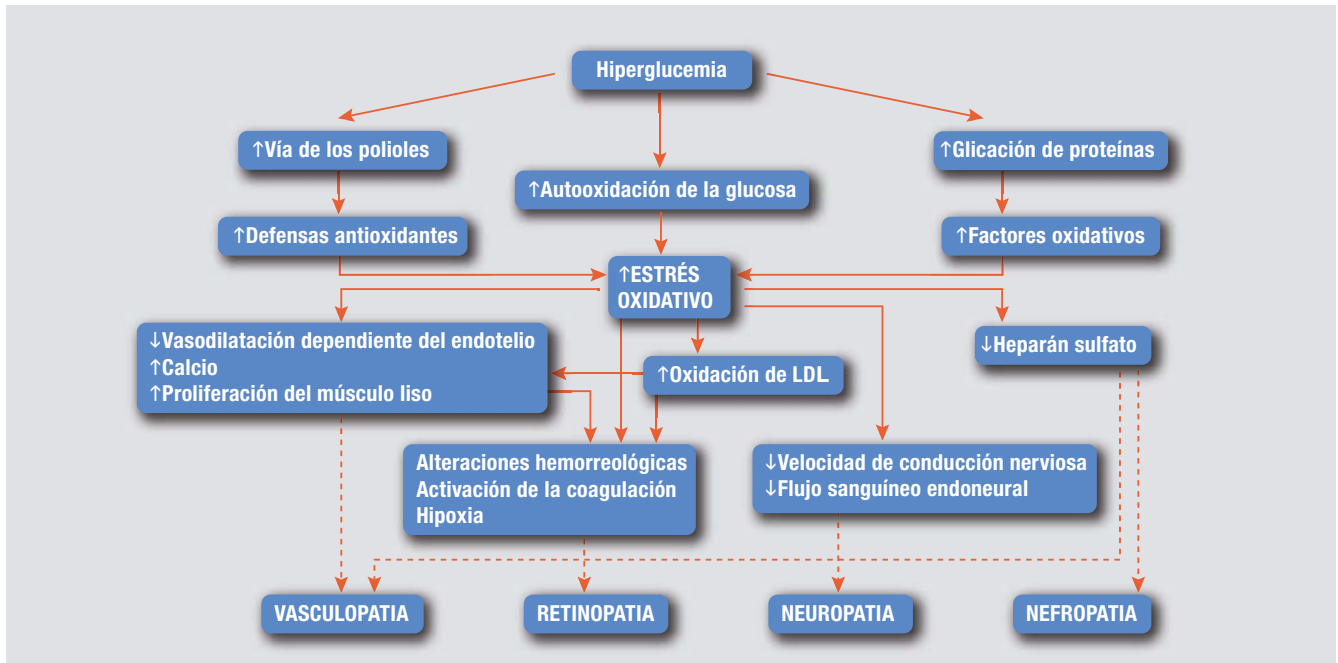 Hiperglucemia
↑Vía de los polioles
↑Glicación de proteínas
↑Autooxidación de la glucosa
↑Defensas antioxidantes
↑Factores oxidativos
↑ESTRÉS
OXIDATIVO
↓Vasodilatación dependiente del endotelio
↑Calcio
↑Proliferación del músculo liso
↓Heparán sulfato
↑Oxidación de LDL
Alteraciones hemorreológicas
Activación de la coagulación
Hipoxia
↓Velocidad de conducción nerviosa
↓Flujo sanguíneo endoneural
VASCULOPATIA
RETINOPATIA
NEUROPATIA
NEFROPATIA